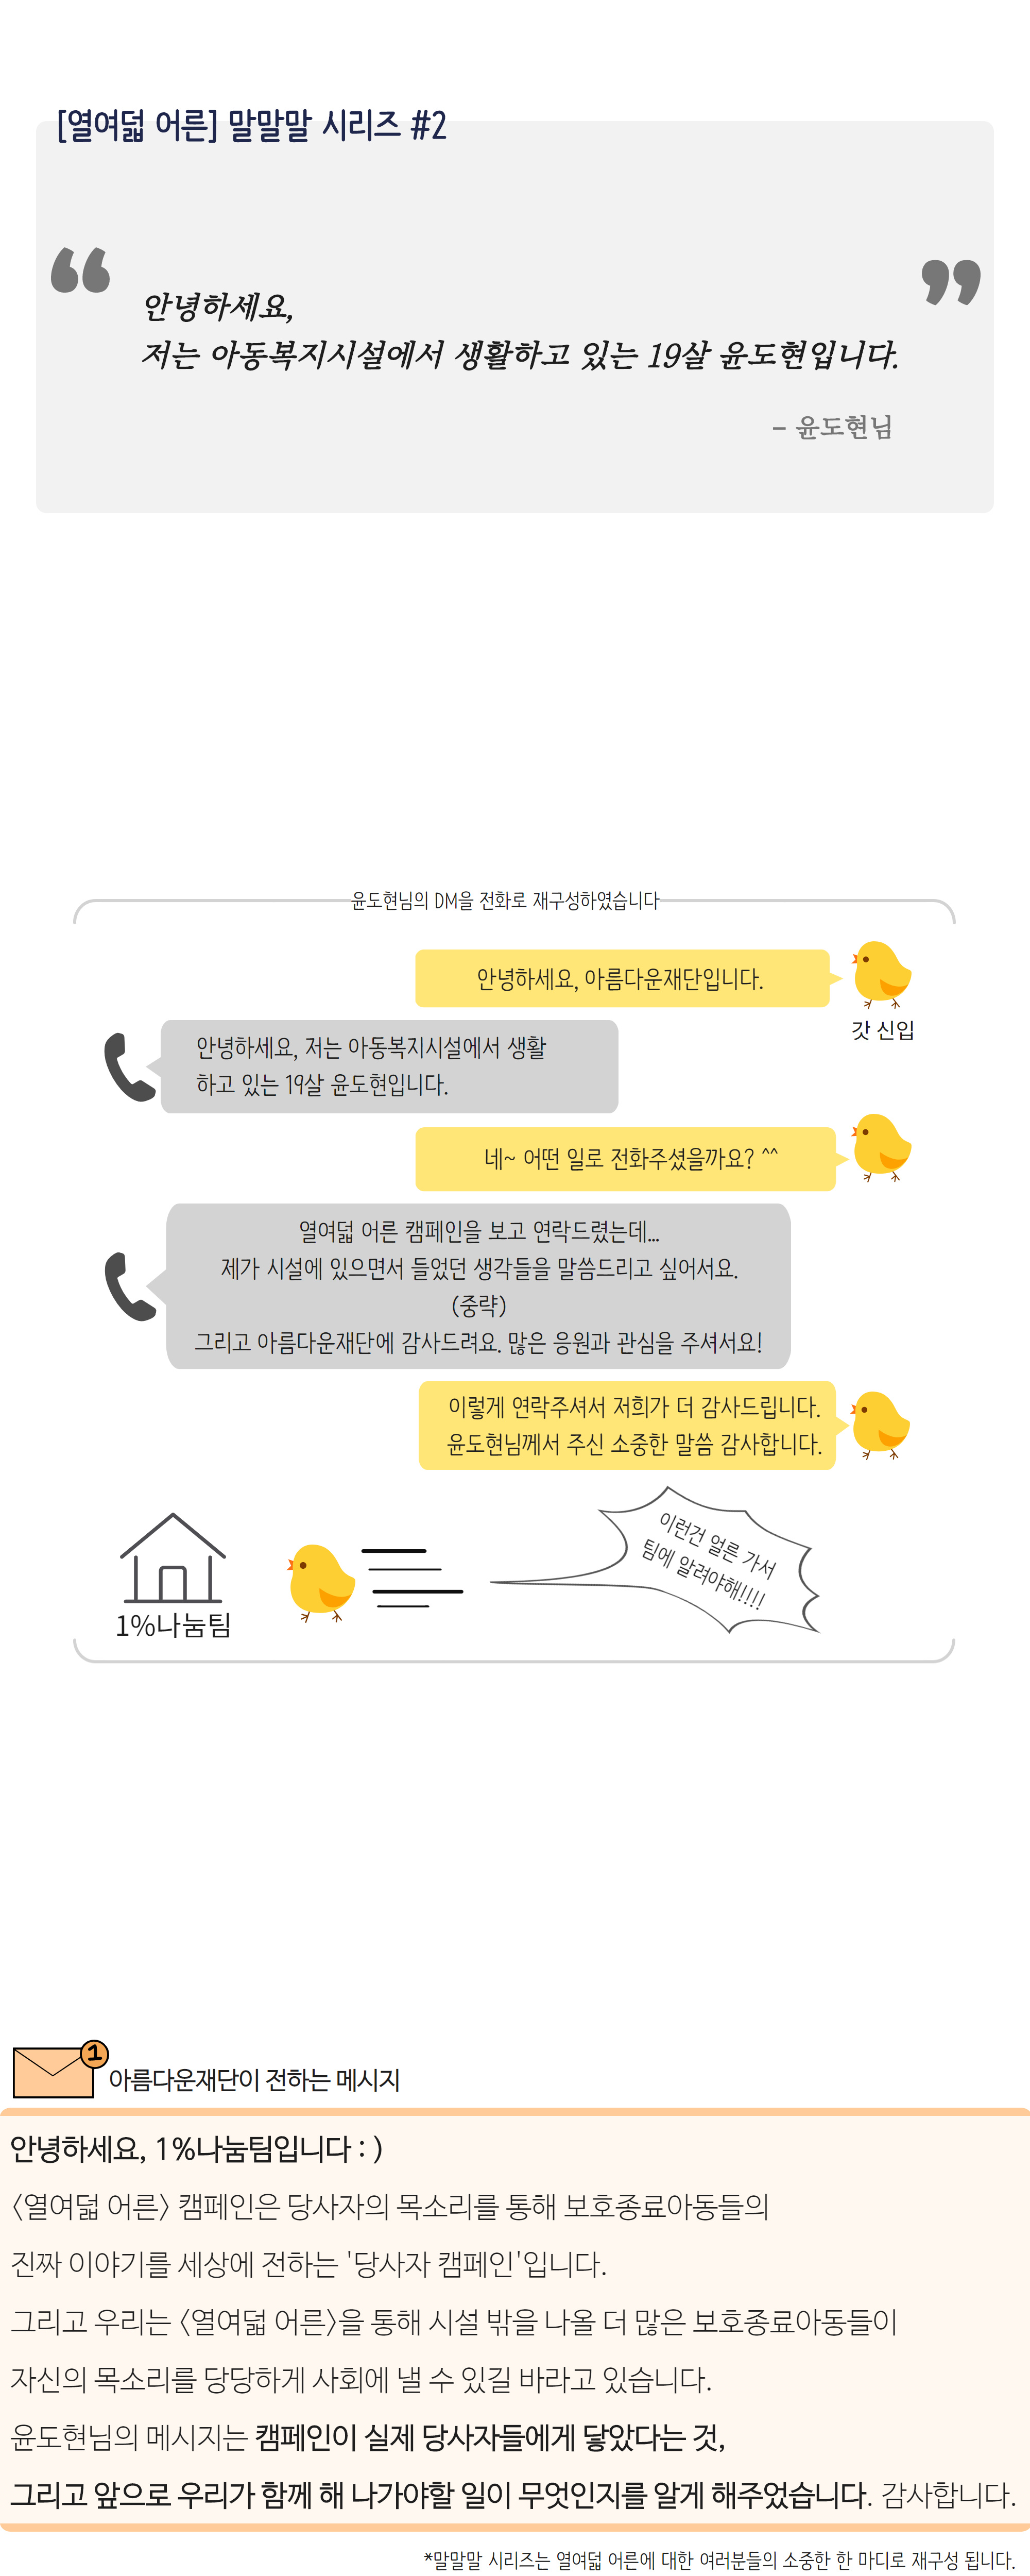 [열여덟 어른] 말말말 시리즈 #2
“ ”
안녕하세요,
저는 아동복지시설에서 생활하고 있는 19살 윤도현입니다.
- 윤도현님
윤도현님의 DM을 전화로 재구성하였습니다
안녕하세요, 아름다운재단입니다.
갓 신입
안녕하세요, 저는 아동복지시설에서 생활
하고 있는 19살 윤도현입니다.
네~ 어떤 일로 전화주셨을까요? ^^
열여덟 어른 캠페인을 보고 연락드렸는데...
제가 시설에 있으면서 들었던 생각들을 말씀드리고 싶어서요.
(중략)
그리고 아름다운재단에 감사드려요. 많은 응원과 관심을 주셔서요!
이렇게 연락주셔서 저희가 더 감사드립니다.
윤도현님께서 주신 소중한 말씀 감사합니다.
이런건 얼른 가서
팀에 알려야해!!!!
1%나눔팀
1
아름다운재단이 전하는 메시지
안녕하세요, 1%나눔팀입니다 : )
<열여덟 어른> 캠페인은 당사자의 목소리를 통해 보호종료아동들의
진짜 이야기를 세상에 전하는 '당사자 캠페인'입니다.
그리고 우리는 <열여덟 어른>을 통해 시설 밖을 나올 더 많은 보호종료아동들이
자신의 목소리를 당당하게 사회에 낼 수 있길 바라고 있습니다.
윤도현님의 메시지는 캠페인이 실제 당사자들에게 닿았다는 것,
그리고 앞으로 우리가 함께 해 나가야할 일이 무엇인지를 알게 해주었습니다. 감사합니다.
*말말말 시리즈는 열여덟 어른에 대한 여러분들의 소중한 한 마디로 재구성 됩니다.